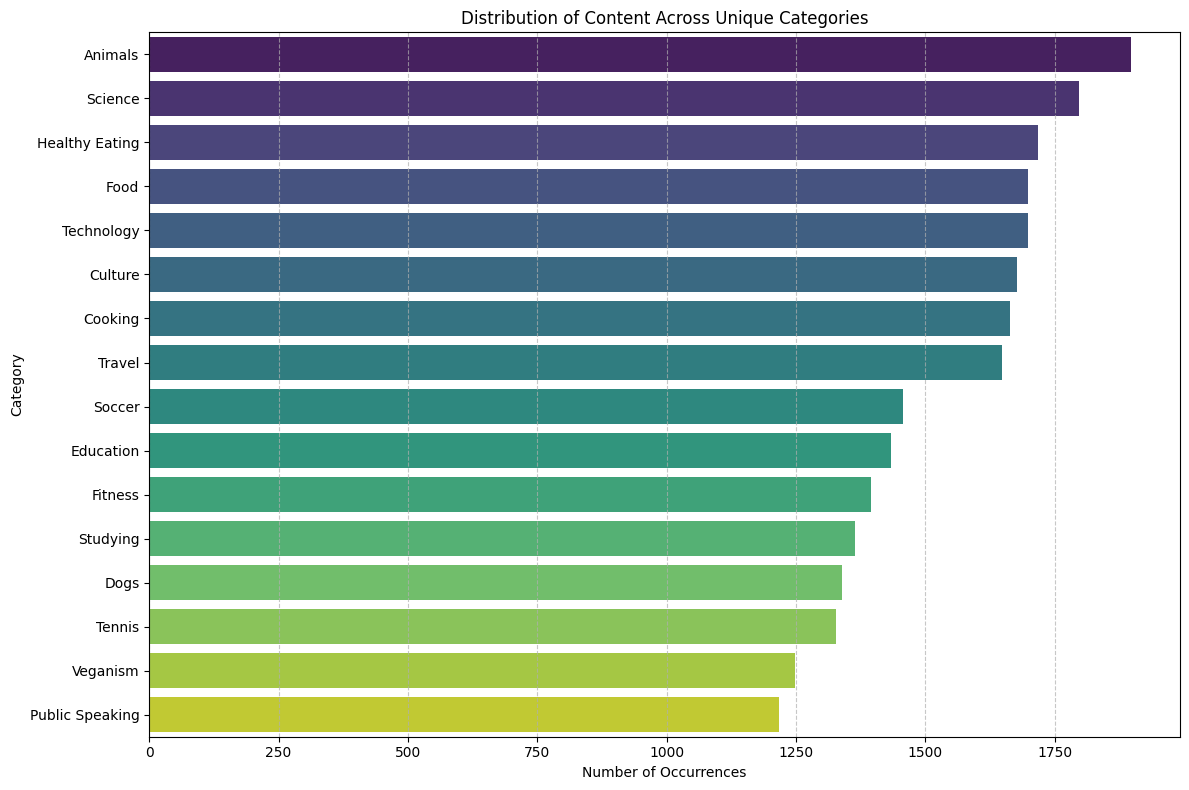 Distribution of Content Across Unique Categories
Animals
Science
Healthy Eating
Food
Technology
Culture
Cooking
Travel
Soccer
Education
Fitness
Studying
Dogs
Tennis
Veganism
Public Speaking
Category
0 250 500 750 1000 1250 1500 1750
Number of Occurrences